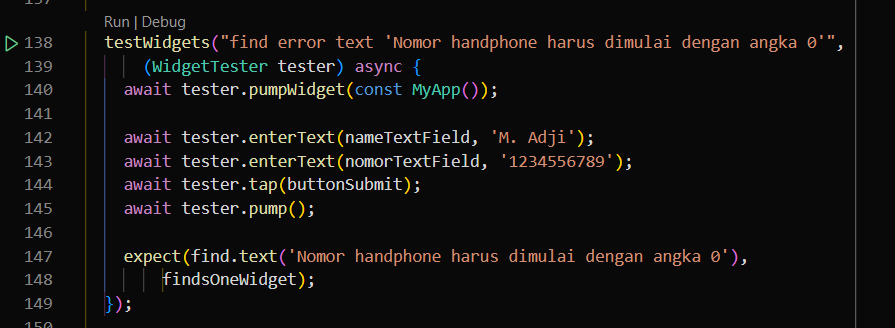 Run | Debug
138 testWidgets("find error text 'Nomor handphone harus dimulai dengan angka 0'",
139 (WidgetTester tester) async {
140 await tester.pumpWidget(const MyApp());
141
142 await tester.enterText(nameTextField, 'M. Adji');
143 await tester.enterText(nomorTextField, '1234556789');
144 await tester.tap(buttonSubmit);
145 await tester.pump();
146
147 expect(find.text('Nomor handphone harus dimulai dengan angka 0'),
148 findsOneWidget);
149 });